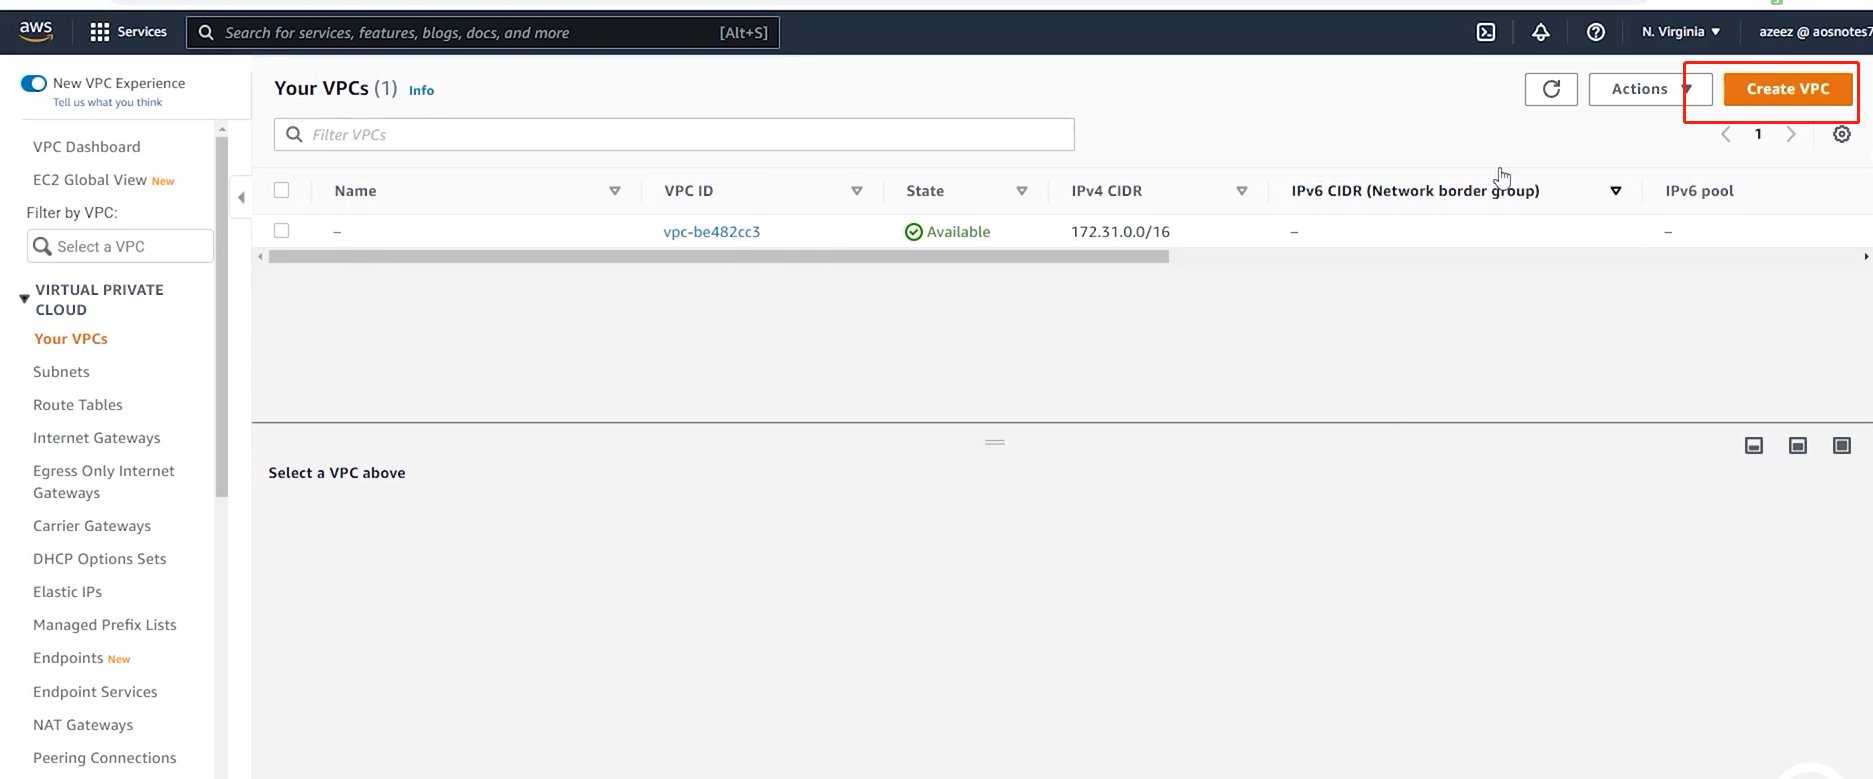 aws
Services
Search for services, features, blogs, docs, and more [Alt+S]
N. Virginia
azeez @ aosnotes7
New VPC Experience
Tell us what you think
VPC Dashboard
EC2 Global View New
Filter by VPC:
Select a VPC
VIRTUAL PRIVATE
CLOUD
Your VPCs
Subnets
Route Tables
Internet Gateways
Egress Only Internet
Gateways
Carrier Gateways
DHCP Options Sets
Elastic IPs
Managed Prefix Lists
Endpoints New
Endpoint Services
NAT Gateways
Peering Connections
Your VPCs (1) Info
Actions
Create VPC
Filter VPCs
1
Name VPC ID State IPv4 CIDR IPv6 CIDR (Network border group) IPv6 pool
– vpc-be482cc3 Available 172.31.0.0/16 – –
Select a VPC above